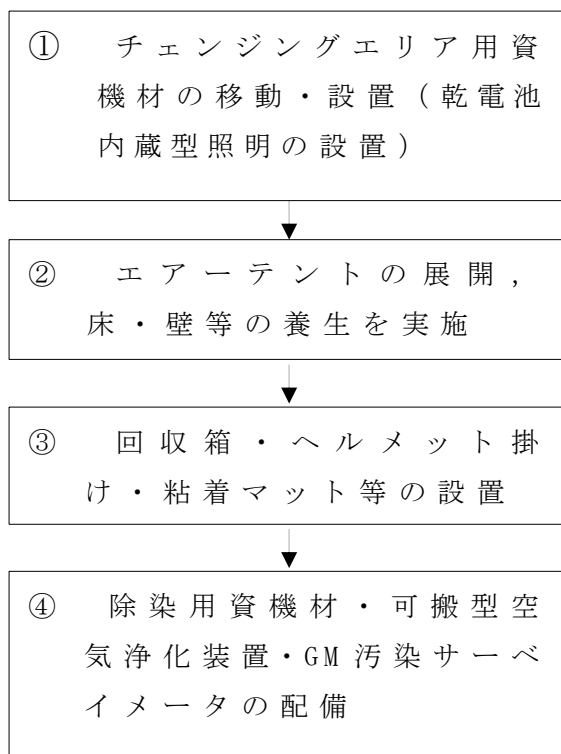 ① チェンジングエリア用資
機材の移動・設置（乾電池
内蔵型照明の設置）
② エアーテントの展開，
床・壁等の養生を実施
③ 回収箱・ヘルメット掛
け・粘着マット等の設置
④ 除染用資機材・可搬型空
気浄化装置・GM汚染サーベ
イメータの配備